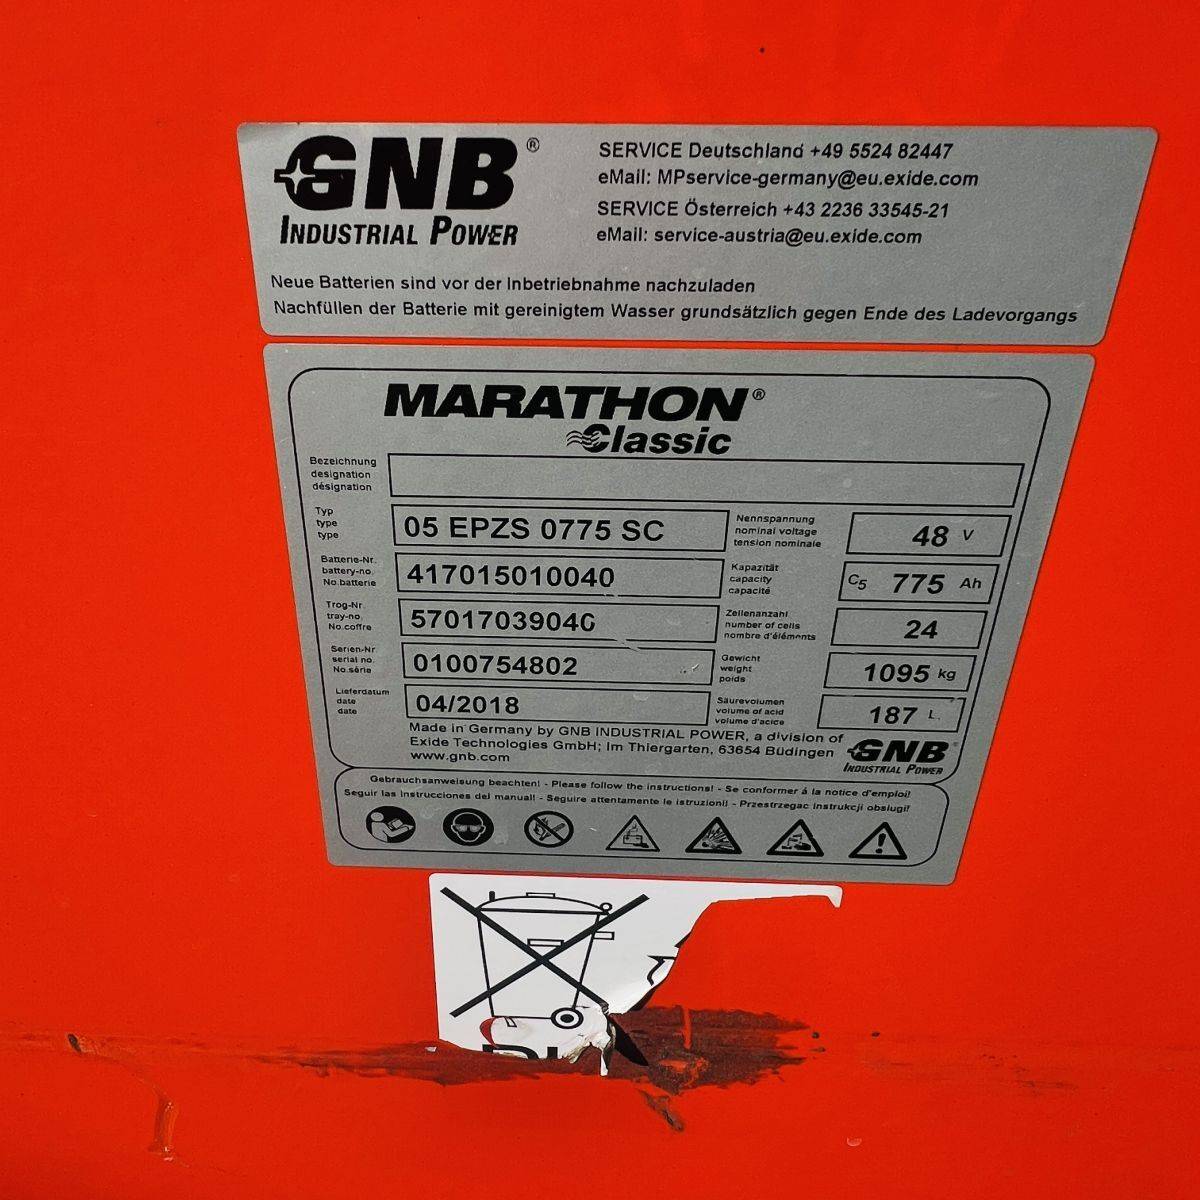 GNB®
INDUSTRIAL POWER
SERVICE Deutschland +49 5524 82447
eMail: MPservice-germany@eu.exide.com
SERVICE Österreich +43 2236 33545-21
eMail: service-austria@eu.exide.com
Neue Batterien sind vor der Inbetriebnahme nachzuladen
Nachfüllen der Batterie mit gereinigtem Wasser grundsätzlich gegen Ende des Ladevorgangs
MARATHON®
Classic
Bezeichnung
designation
désignation
Typ
type
type
05 EPZS 0775 SC
Nennspannung
nominal voltage
tension nominale
48 V
Batterie-Nr.
battery-no.
No.batterie
417015010040
Kapazität
capacity
capacité
C5 775 Ah
Trog-Nr.
tray-no.
No.coffre
57017039040
Zellenanzahl
number of cells
nombre d'éléments
24
Serien-Nr.
serial no.
No.série
0100754802
Gewicht
weight
poids
1095 kg
Lieferdatum
date
date
04/2018
Säurevolumen
volume of acid
volume d'acide
187 L.
Made in Germany by GNB INDUSTRIAL POWER, a division of
Exide Technologies GmbH; Im Thiergarten, 63654 Büdingen
www.gnb.com
GNB®
INDUSTRIAL POWER
Gebrauchsanweisung beachten! - Please follow the instructions! - Se conformer à la notice d'emploi!
Seguir las instrucciones del manual! - Seguire attentamente le istruzioni! - Przestrzegac instrukcji obslugi!